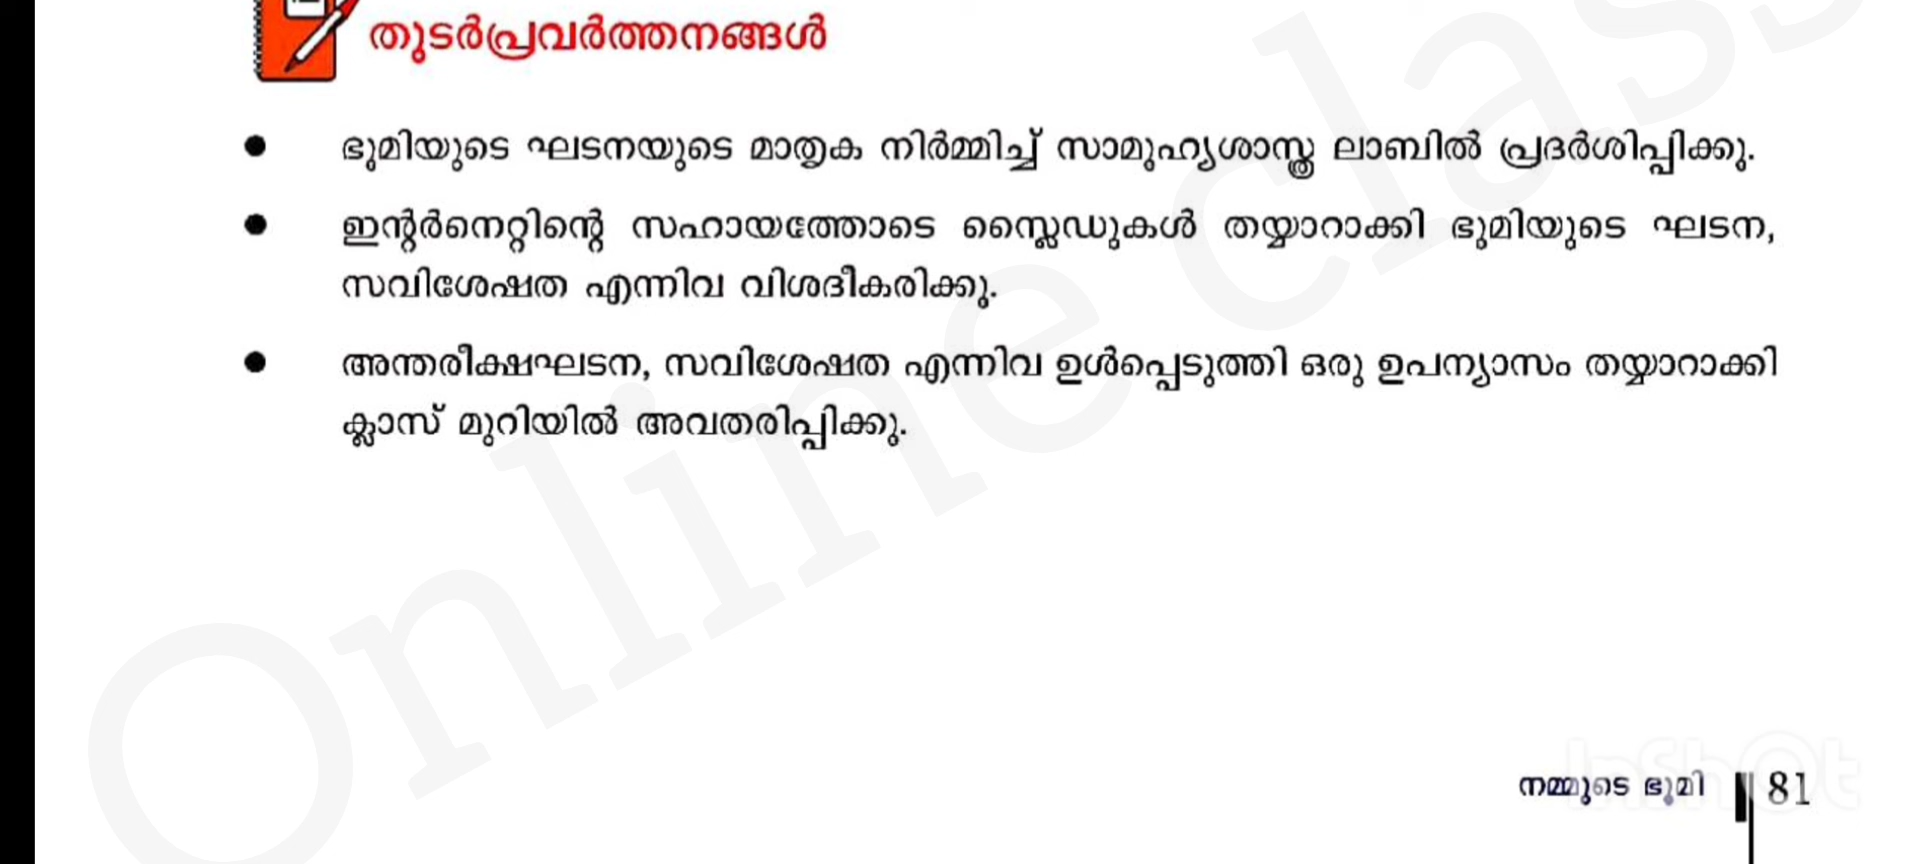 തുടർപ്രവർത്തനങ്ങൾ
● ഭൂമിയുടെ ഘടനയുടെ മാതൃക നിർമ്മിച്ച് സാമൂഹ്യശാസ്ത്ര ലാബിൽ പ്രദർശിപ്പിക്കൂ.
● ഇന്റർനെറ്റിന്റെ സഹായത്തോടെ സ്ലൈഡുകൾ തയ്യാറാക്കി ഭൂമിയുടെ ഘടന,
സവിശേഷത എന്നിവ വിശദീകരിക്കൂ.
● അന്തരീക്ഷഘടന, സവിശേഷത എന്നിവ ഉൾപ്പെടുത്തി ഒരു ഉപന്യാസം തയ്യാറാക്കി
ക്ലാസ് മുറിയിൽ അവതരിപ്പിക്കൂ.
Online class
InShOt
നമ്മുടെ ഭൂമി 81